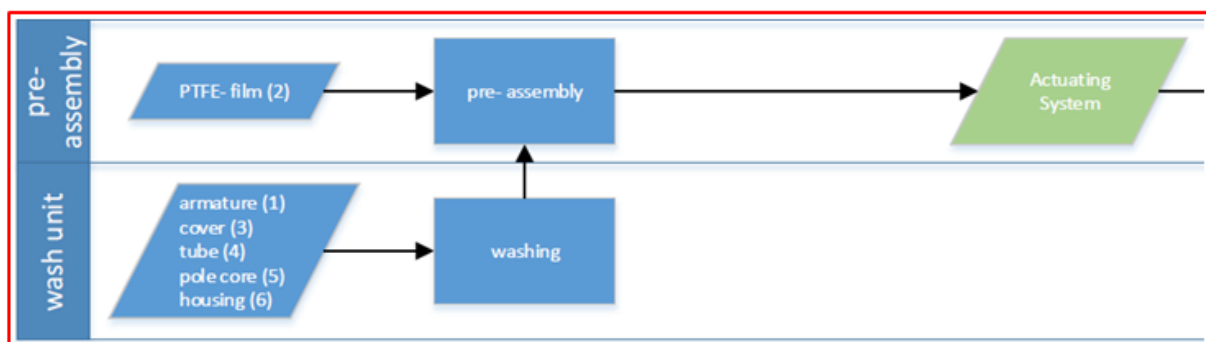 pre-
assembly
PTFE- film (2)
pre- assembly
Actuating
System
wash unit
armature (1)
cover (3)
tube (4)
pole core (5)
housing (6)
washing